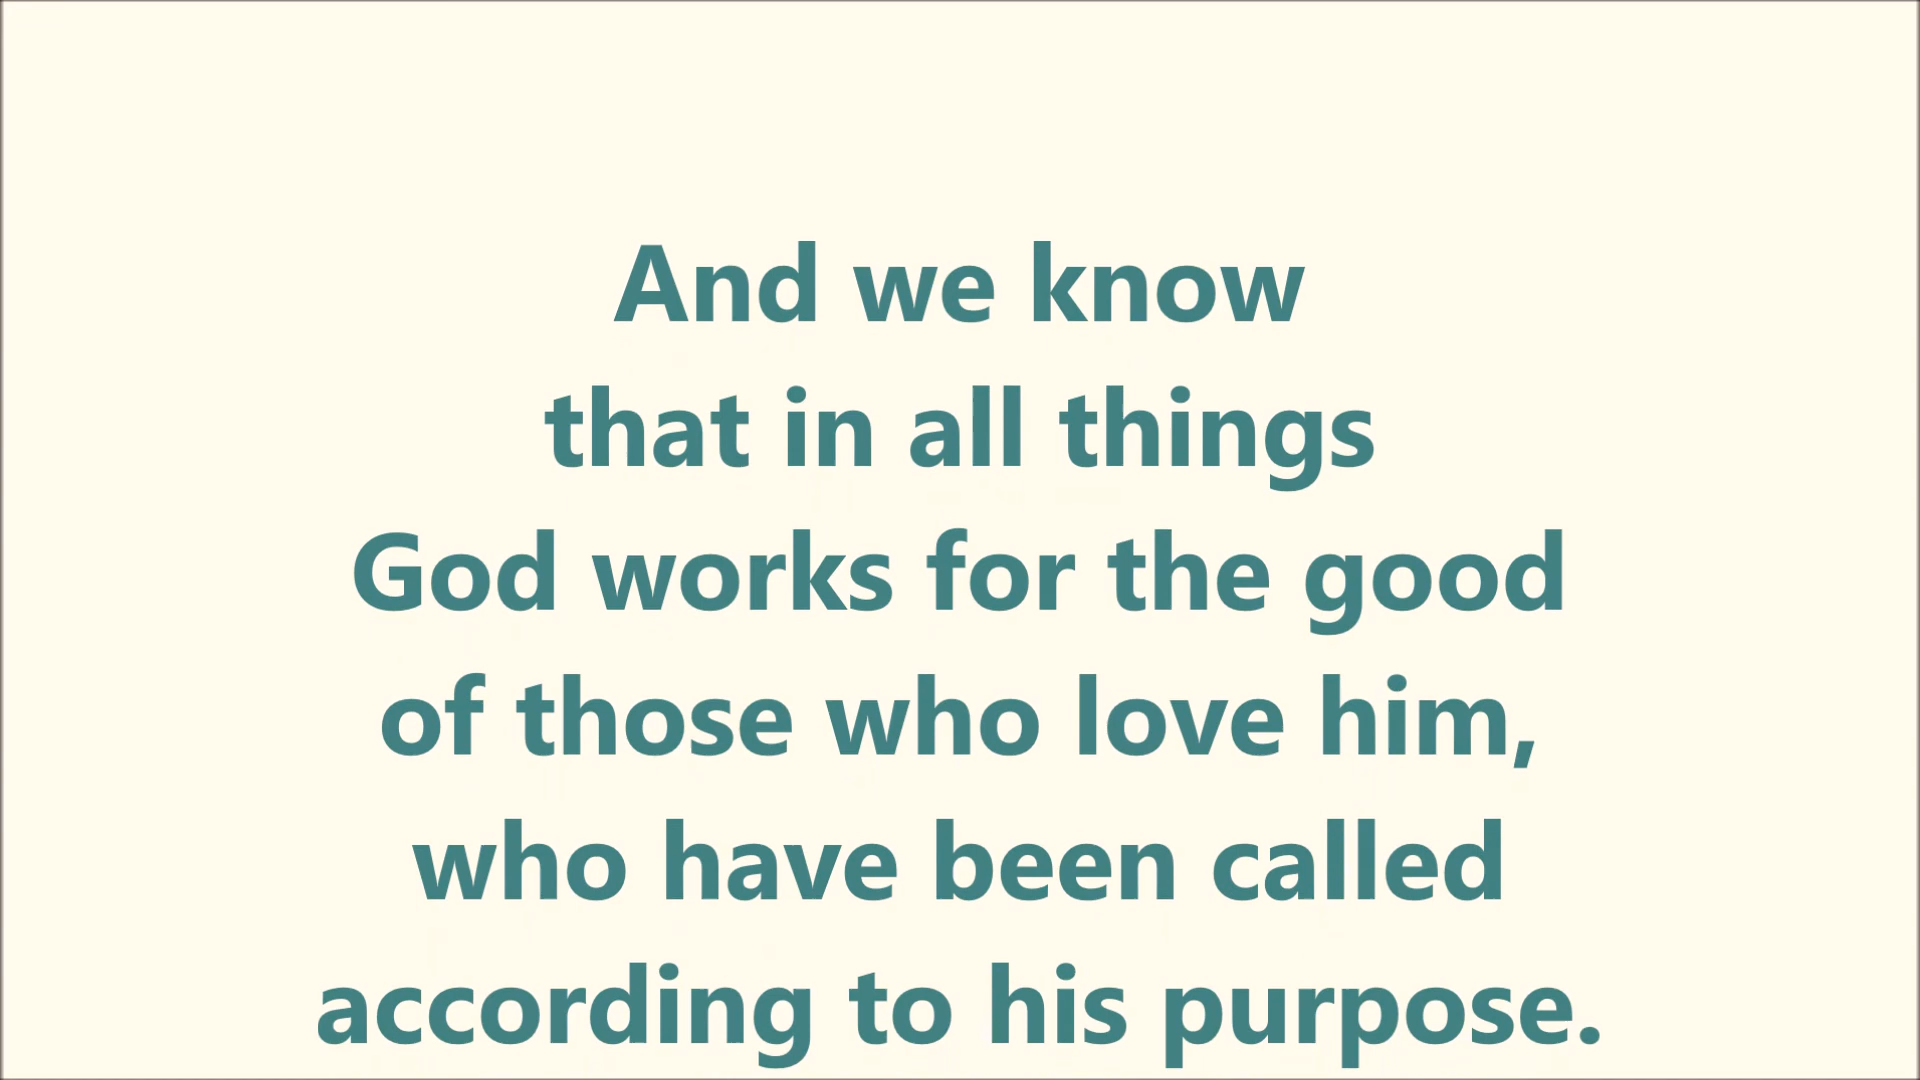 And we know
that in all things
God works for the good
of those who love him,
who have been called
according to his purpose.